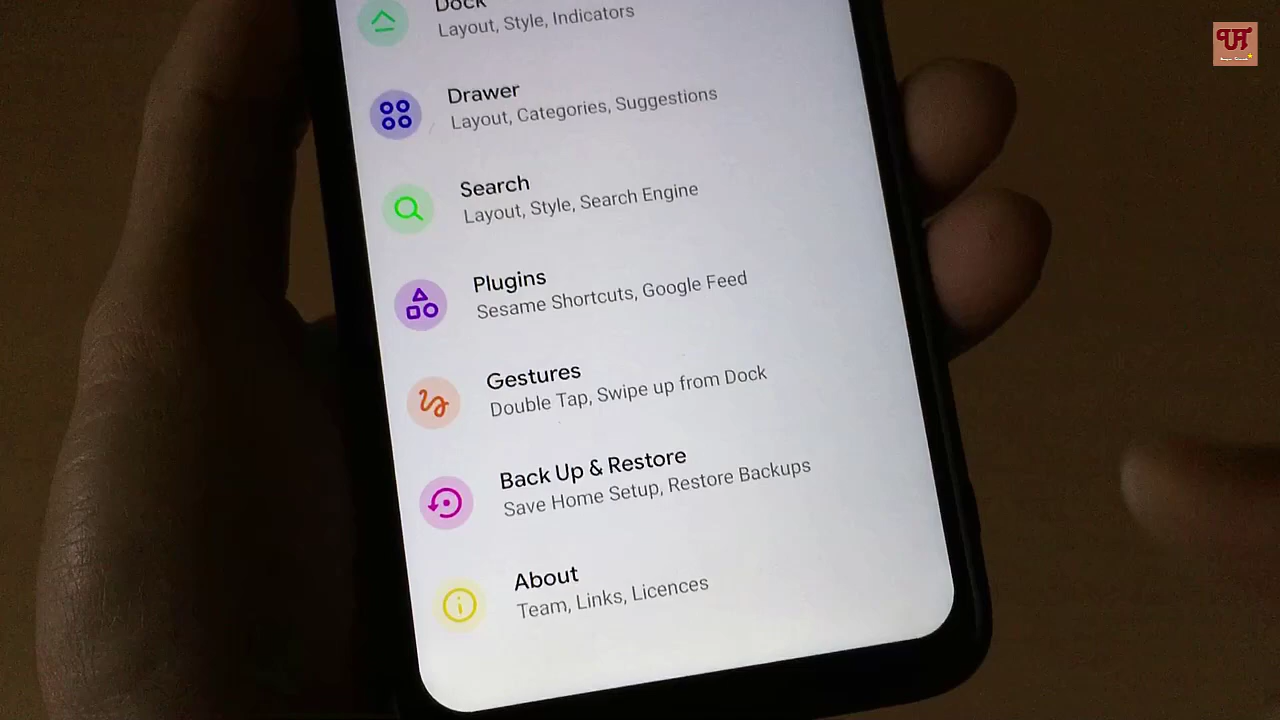 Dock
Layout, Style, Indicators
Drawer
Layout, Categories, Suggestions
Search
Layout, Style, Search Engine
Plugins
Sesame Shortcuts, Google Feed
Gestures
Double Tap, Swipe up from Dock
Back Up & Restore
Save Home Setup, Restore Backups
About
Team, Links, Licences